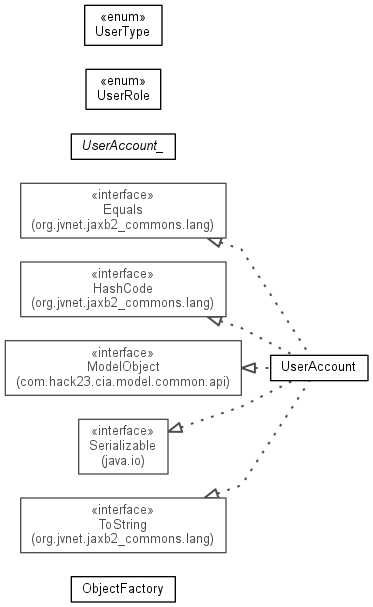 «enum»
UserType
«enum»
UserRole
UserAccount_
«interface»
Equals
(org.jvnet.jaxb2_commons.lang)
«interface»
HashCode
(org.jvnet.jaxb2_commons.lang)
«interface»
ModelObject
(com.hack23.cia.model.common.api)
UserAccount
«interface»
Serializable
(java.io)
«interface»
ToString
(org.jvnet.jaxb2_commons.lang)
ObjectFactory